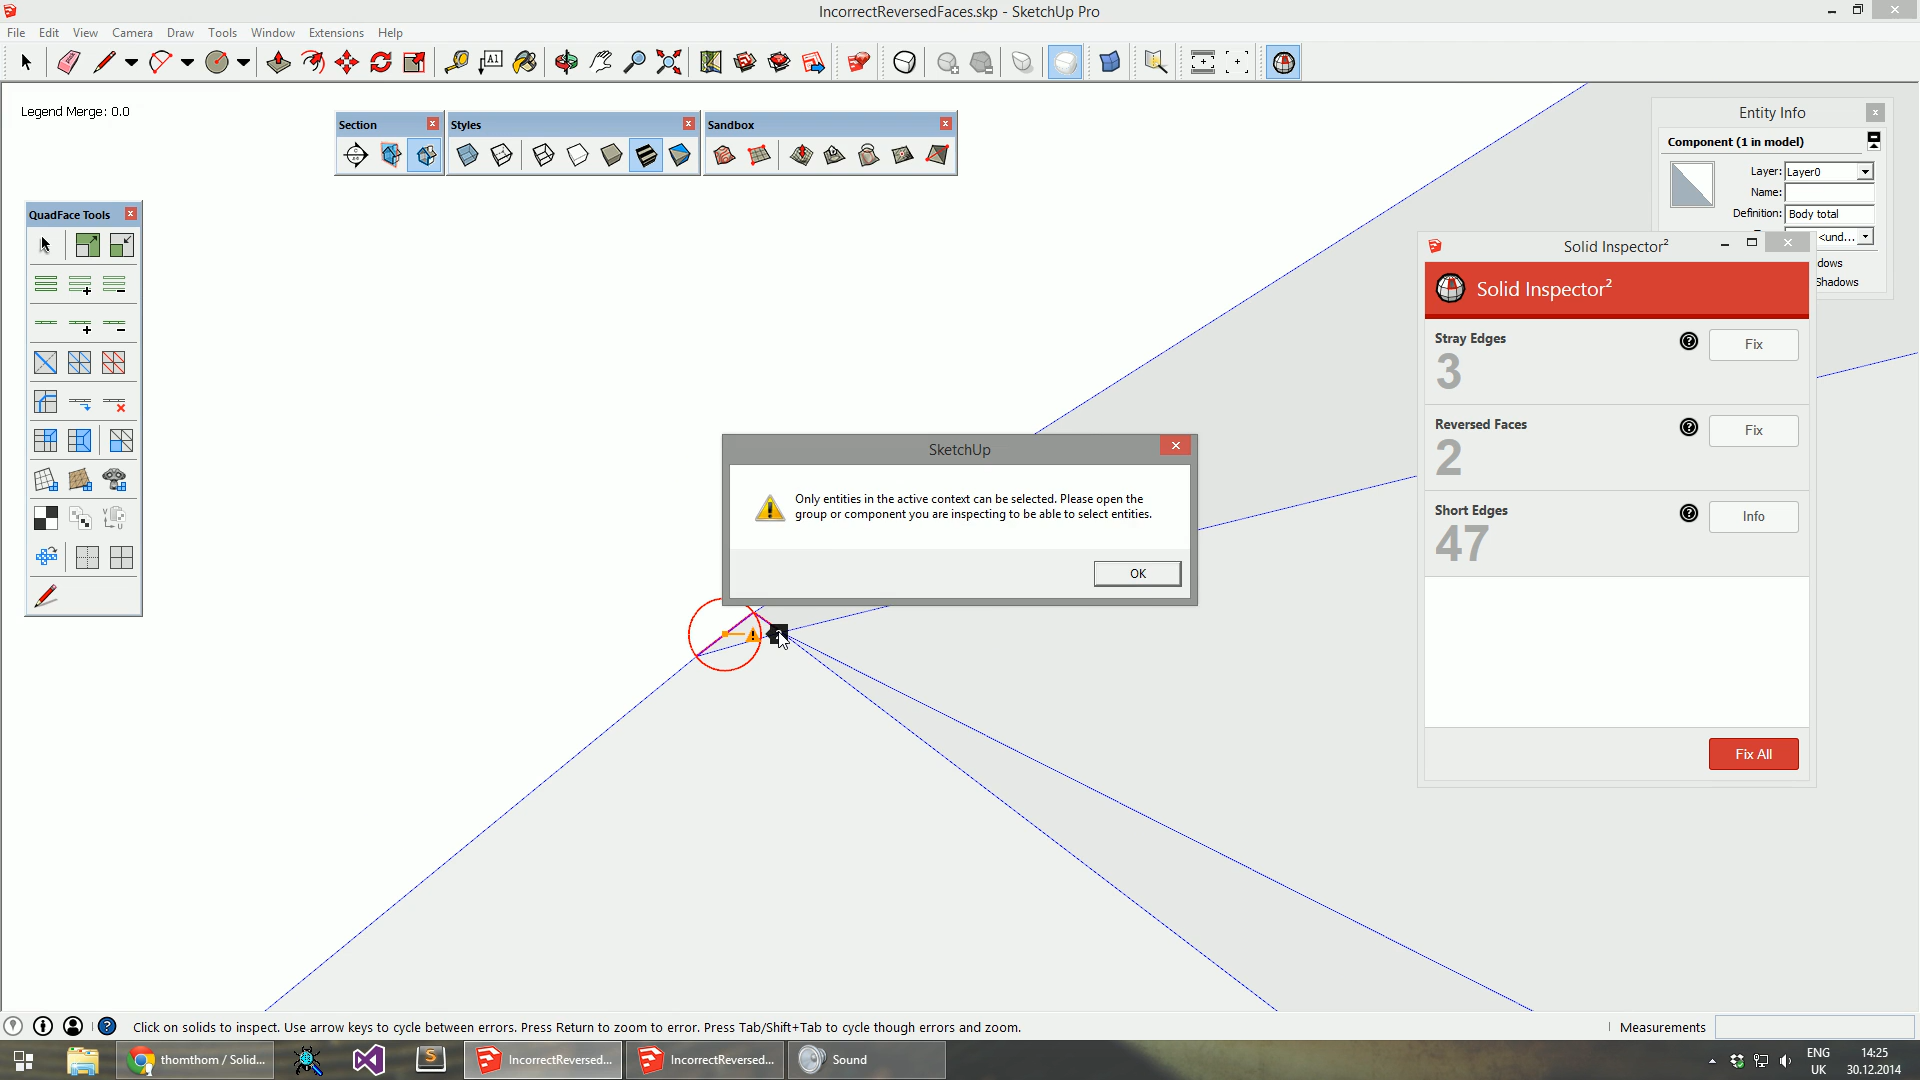 IncorrectReversedFaces.skp - SketchUp Pro
File Edit View Camera Draw Tools Window Extensions Help
A1
Legend Merge: 0.0
Section
Styles
Sandbox
QuadFace Tools
Entity Info
Component (1 in model)
Layer: Layer0
Name:
Definition: Body total
<und...
dows
Shadows
Solid Inspector²
Solid Inspector²
Stray Edges
3
Fix
Reversed Faces
2
Fix
Short Edges
47
Info
Fix All
SketchUp
Only entities in the active context can be selected. Please open the
group or component you are inspecting to be able to select entities.
OK
Click on solids to inspect. Use arrow keys to cycle between errors. Press Return to zoom to error. Press Tab/Shift+Tab to cycle though errors and zoom.
Measurements
thomthom / Solid...
IncorrectReversed...
IncorrectReversed...
Sound
ENG
UK
14:25
30.12.2014